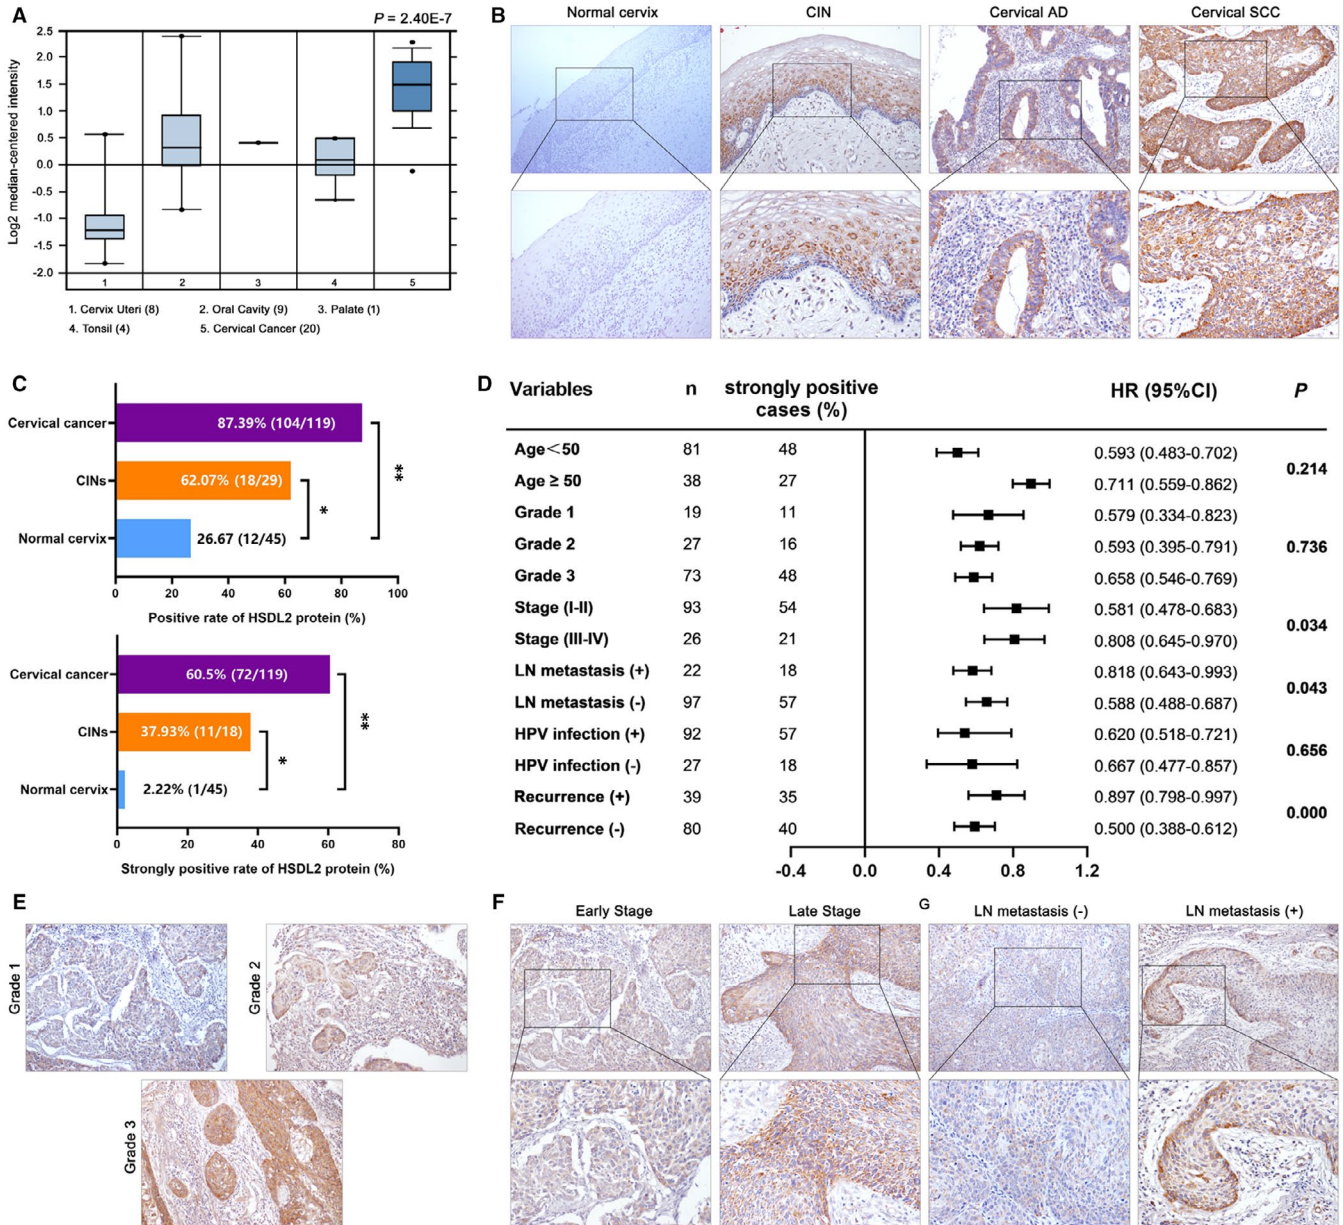 A
P = 2.40E-7
Log2 median-centered intensity
2.5
2.0
1.5
1.0
0.5
0.0
-0.5
-1.0
-1.5
-2.0
1 2 3 4 5
1. Cervix Uteri (8) 2. Oral Cavity (9) 3. Palate (1)
4. Tonsil (4) 5. Cervical Cancer (20)
B
Normal cervix CIN Cervical AD Cervical SCC
C
Cervical cancer 87.39% (104/119)
CINs 62.07% (18/29)
Normal cervix 26.67 (12/45)
* **
0 20 40 60 80 100
Positive rate of HSDL2 protein (%)
Cervical cancer 60.5% (72/119)
CINs 37.93% (11/18)
Normal cervix 2.22% (1/45)
* **
0 20 40 60 80
Strongly positive rate of HSDL2 protein (%)
D
Variables n strongly positive HR (95%CI) P
cases (%)
Age<50 81 48 0.593 (0.483-0.702)
0.214
Age ≥ 50 38 27 0.711 (0.559-0.862)
Grade 1 19 11 0.579 (0.334-0.823)
Grade 2 27 16 0.593 (0.395-0.791) 0.736
Grade 3 73 48 0.658 (0.546-0.769)
Stage (I-II) 93 54 0.581 (0.478-0.683)
0.034
Stage (III-IV) 26 21 0.808 (0.645-0.970)
LN metastasis (+) 22 18 0.818 (0.643-0.993)
0.043
LN metastasis (-) 97 57 0.588 (0.488-0.687)
HPV infection (+) 92 57 0.620 (0.518-0.721)
0.656
HPV infection (-) 27 18 0.667 (0.477-0.857)
Recurrence (+) 39 35 0.897 (0.798-0.997)
0.000
Recurrence (-) 80 40 0.500 (0.388-0.612)
-0.4 0.0 0.4 0.8 1.2
E
Grade 1
Grade 2
Grade 3
F
Early Stage Late Stage
G
LN metastasis (-) LN metastasis (+)